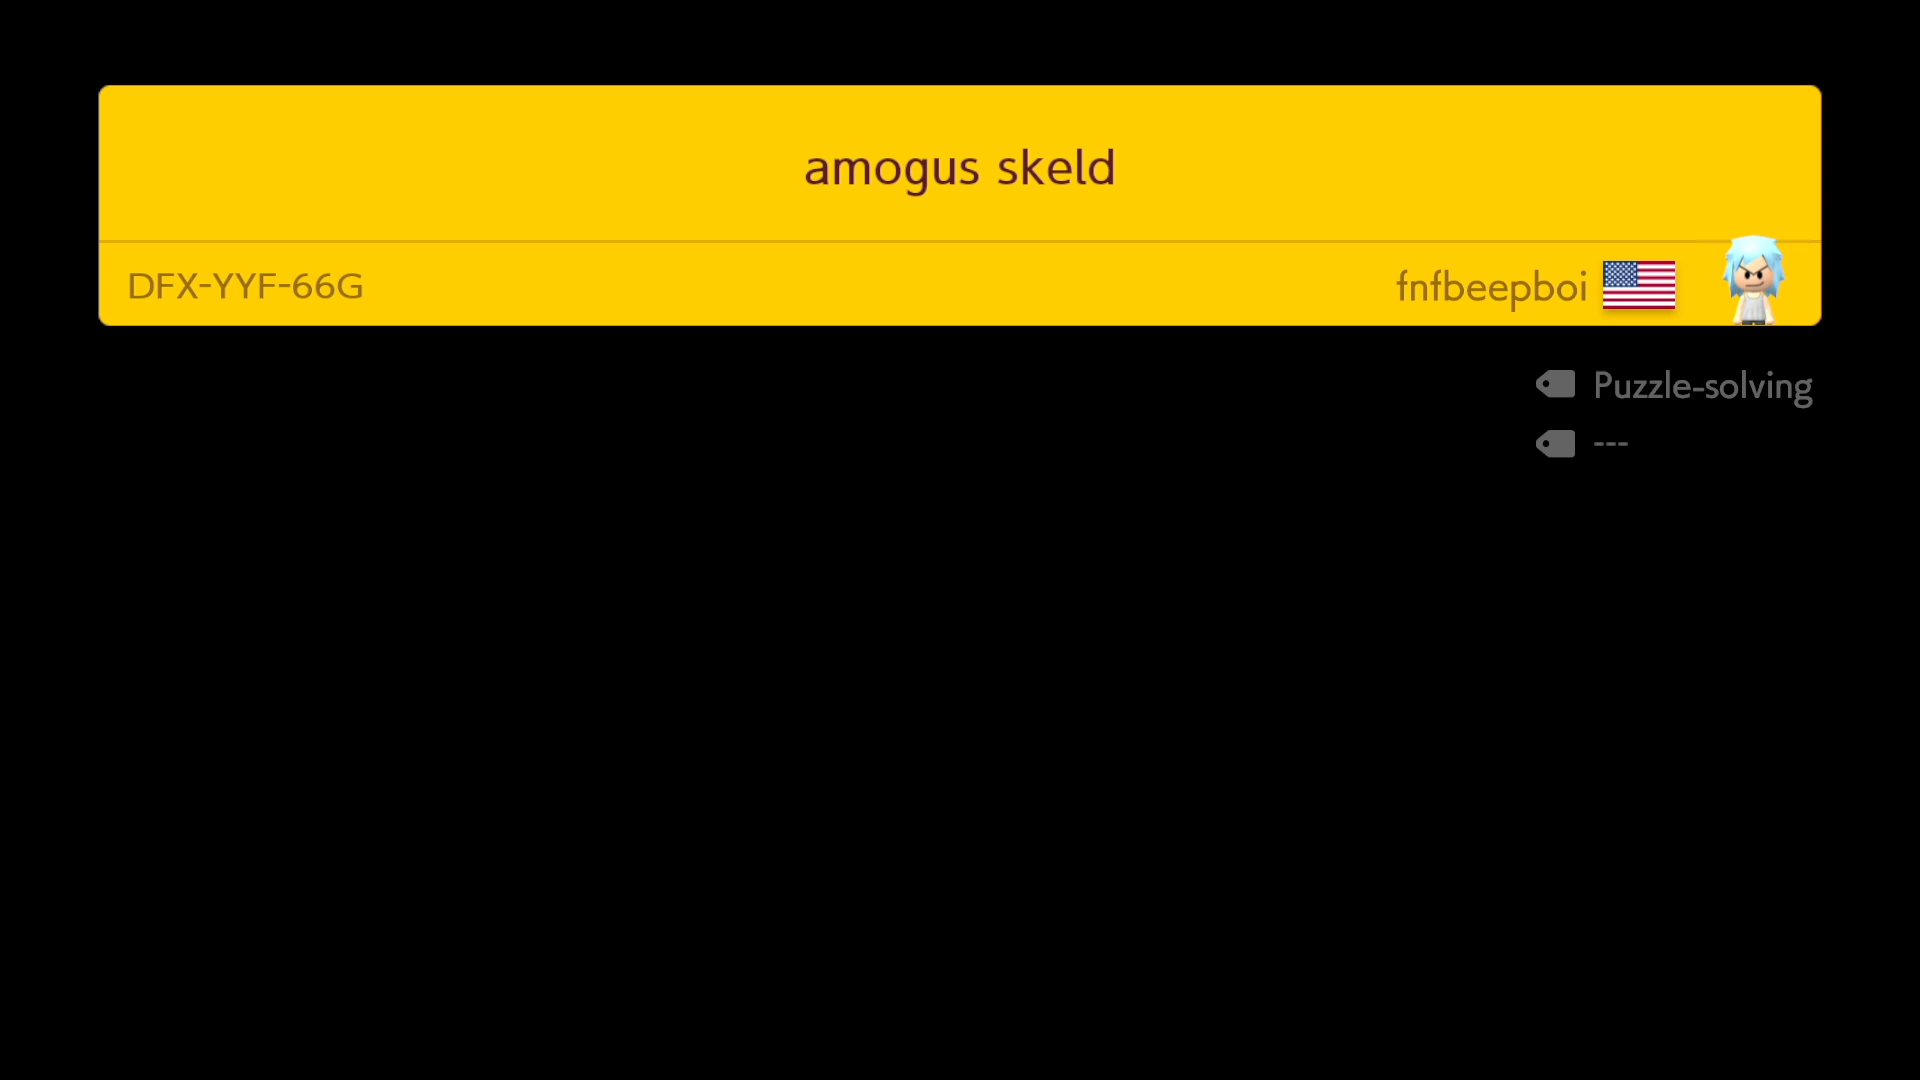 amogus skeld
DFX-YYF-66G
fnfbeepboi
Puzzle-solving
---